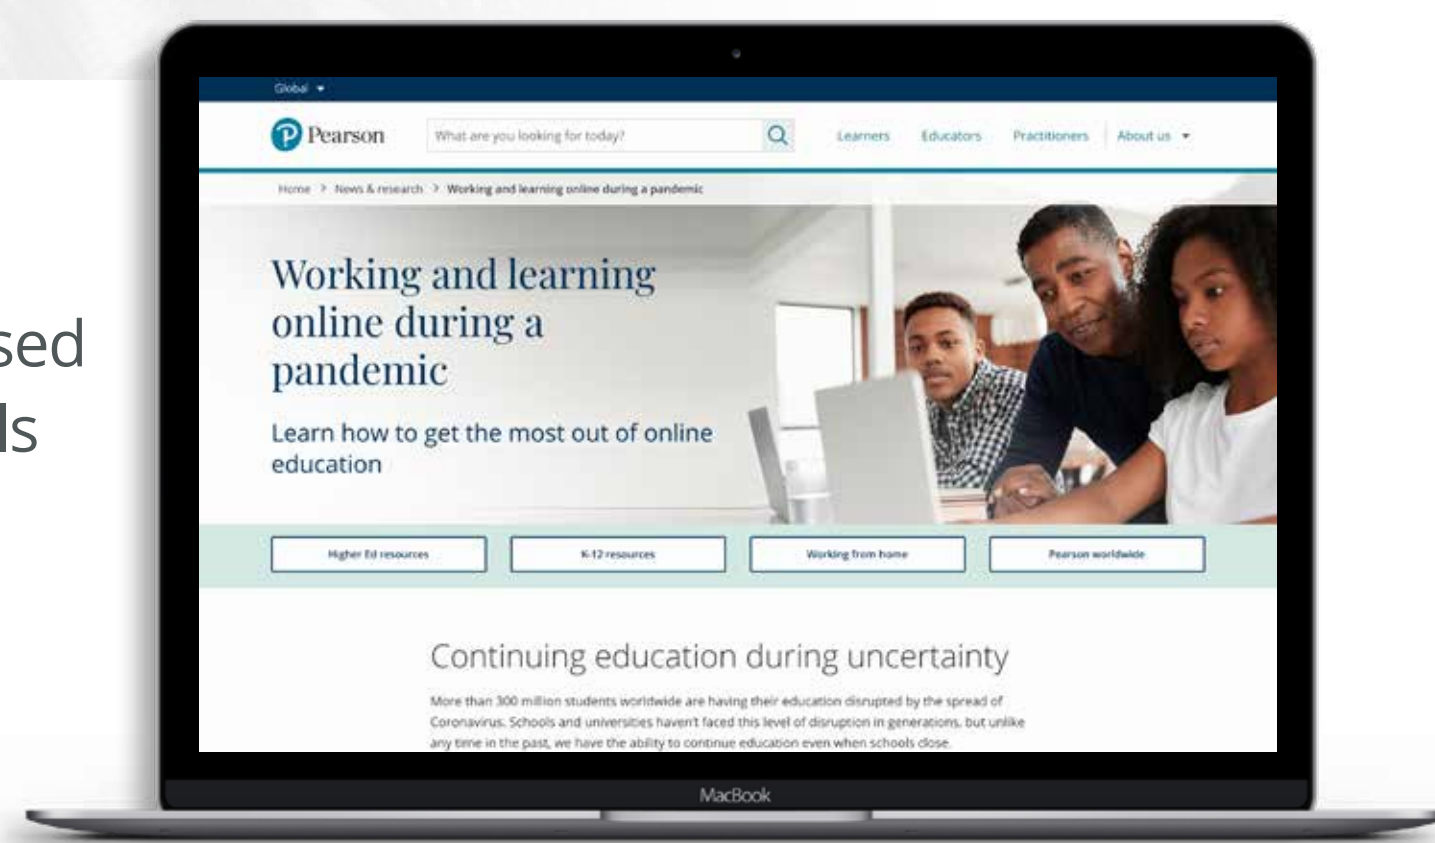 Global
Pearson
What are you looking for today?
Learners Educators Practitioners About us
Home > News & research > Working and learning online during a pandemic
Working and learning
online during a
pandemic
Learn how to get the most out of online
education
Higher Ed resources K-12 resources Working from home Pearson worldwide
Continuing education during uncertainty
More than 300 million students worldwide are having their education disrupted by the spread of
Coronavirus. Schools and universities haven't faced this level of disruption in generations, but unlike
any time in the past, we have the ability to continue education even when schools close.
MacBook